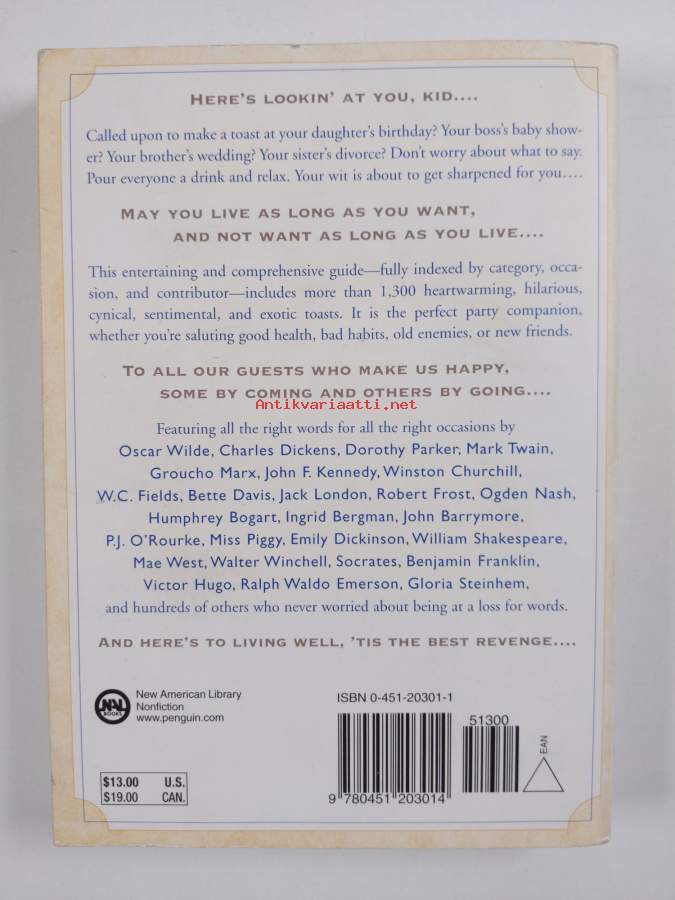 HERE'S LOOKIN' AT YOU, KID....
Called upon to make a toast at your daughter's birthday? Your boss's baby show-
er? Your brother's wedding? Your sister's divorce? Don't worry about what to say.
Pour everyone a drink and relax. Your wit is about to get sharpened for you....
MAY YOU LIVE AS LONG AS YOU WANT,
AND NOT WANT AS LONG AS YOU LIVE....
This entertaining and comprehensive guide—fully indexed by category, occa-
sion, and contributor—includes more than 1,300 heartwarming, hilarious,
cynical, sentimental, and exotic toasts. It is the perfect party companion,
whether you're saluting good health, bad habits, old enemies, or new friends.
TO ALL OUR GUESTS WHO MAKE US HAPPY,
SOME BY COMING AND OTHERS BY GOING....
Antikvariaatti.net
Featuring all the right words for all the right occasions by
Oscar Wilde, Charles Dickens, Dorothy Parker, Mark Twain,
Groucho Marx, John F. Kennedy, Winston Churchill,
W.C. Fields, Bette Davis, Jack London, Robert Frost, Ogden Nash,
Humphrey Bogart, Ingrid Bergman, John Barrymore,
P.J. O'Rourke, Miss Piggy, Emily Dickinson, William Shakespeare,
Mae West, Walter Winchell, Socrates, Benjamin Franklin,
Victor Hugo, Ralph Waldo Emerson, Gloria Steinhem,
and hundreds of others who never worried about being at a loss for words.
AND HERE'S TO LIVING WELL, 'TIS THE BEST REVENGE....
NAL
BOOKS
New American Library
Nonfiction
www.penguin.com
$13.00 U.S.
$19.00 CAN.
ISBN 0-451-20301-1
51300
EAN
9 780451 203014